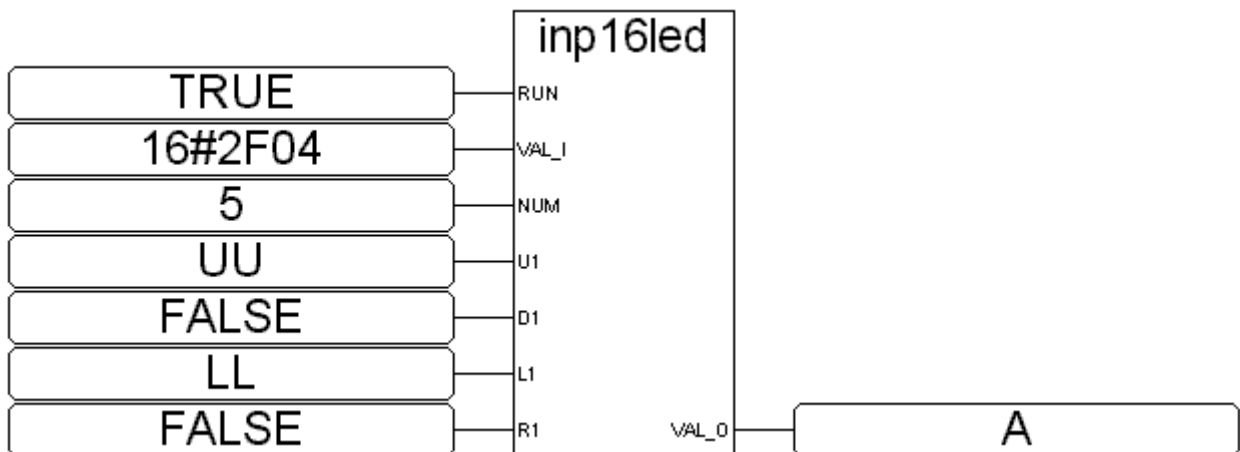 inp16led
TRUE RUN
16#2F04 VAL_I
5 NUM
UU U1
FALSE D1
LL L1
FALSE R1 VAL_O A